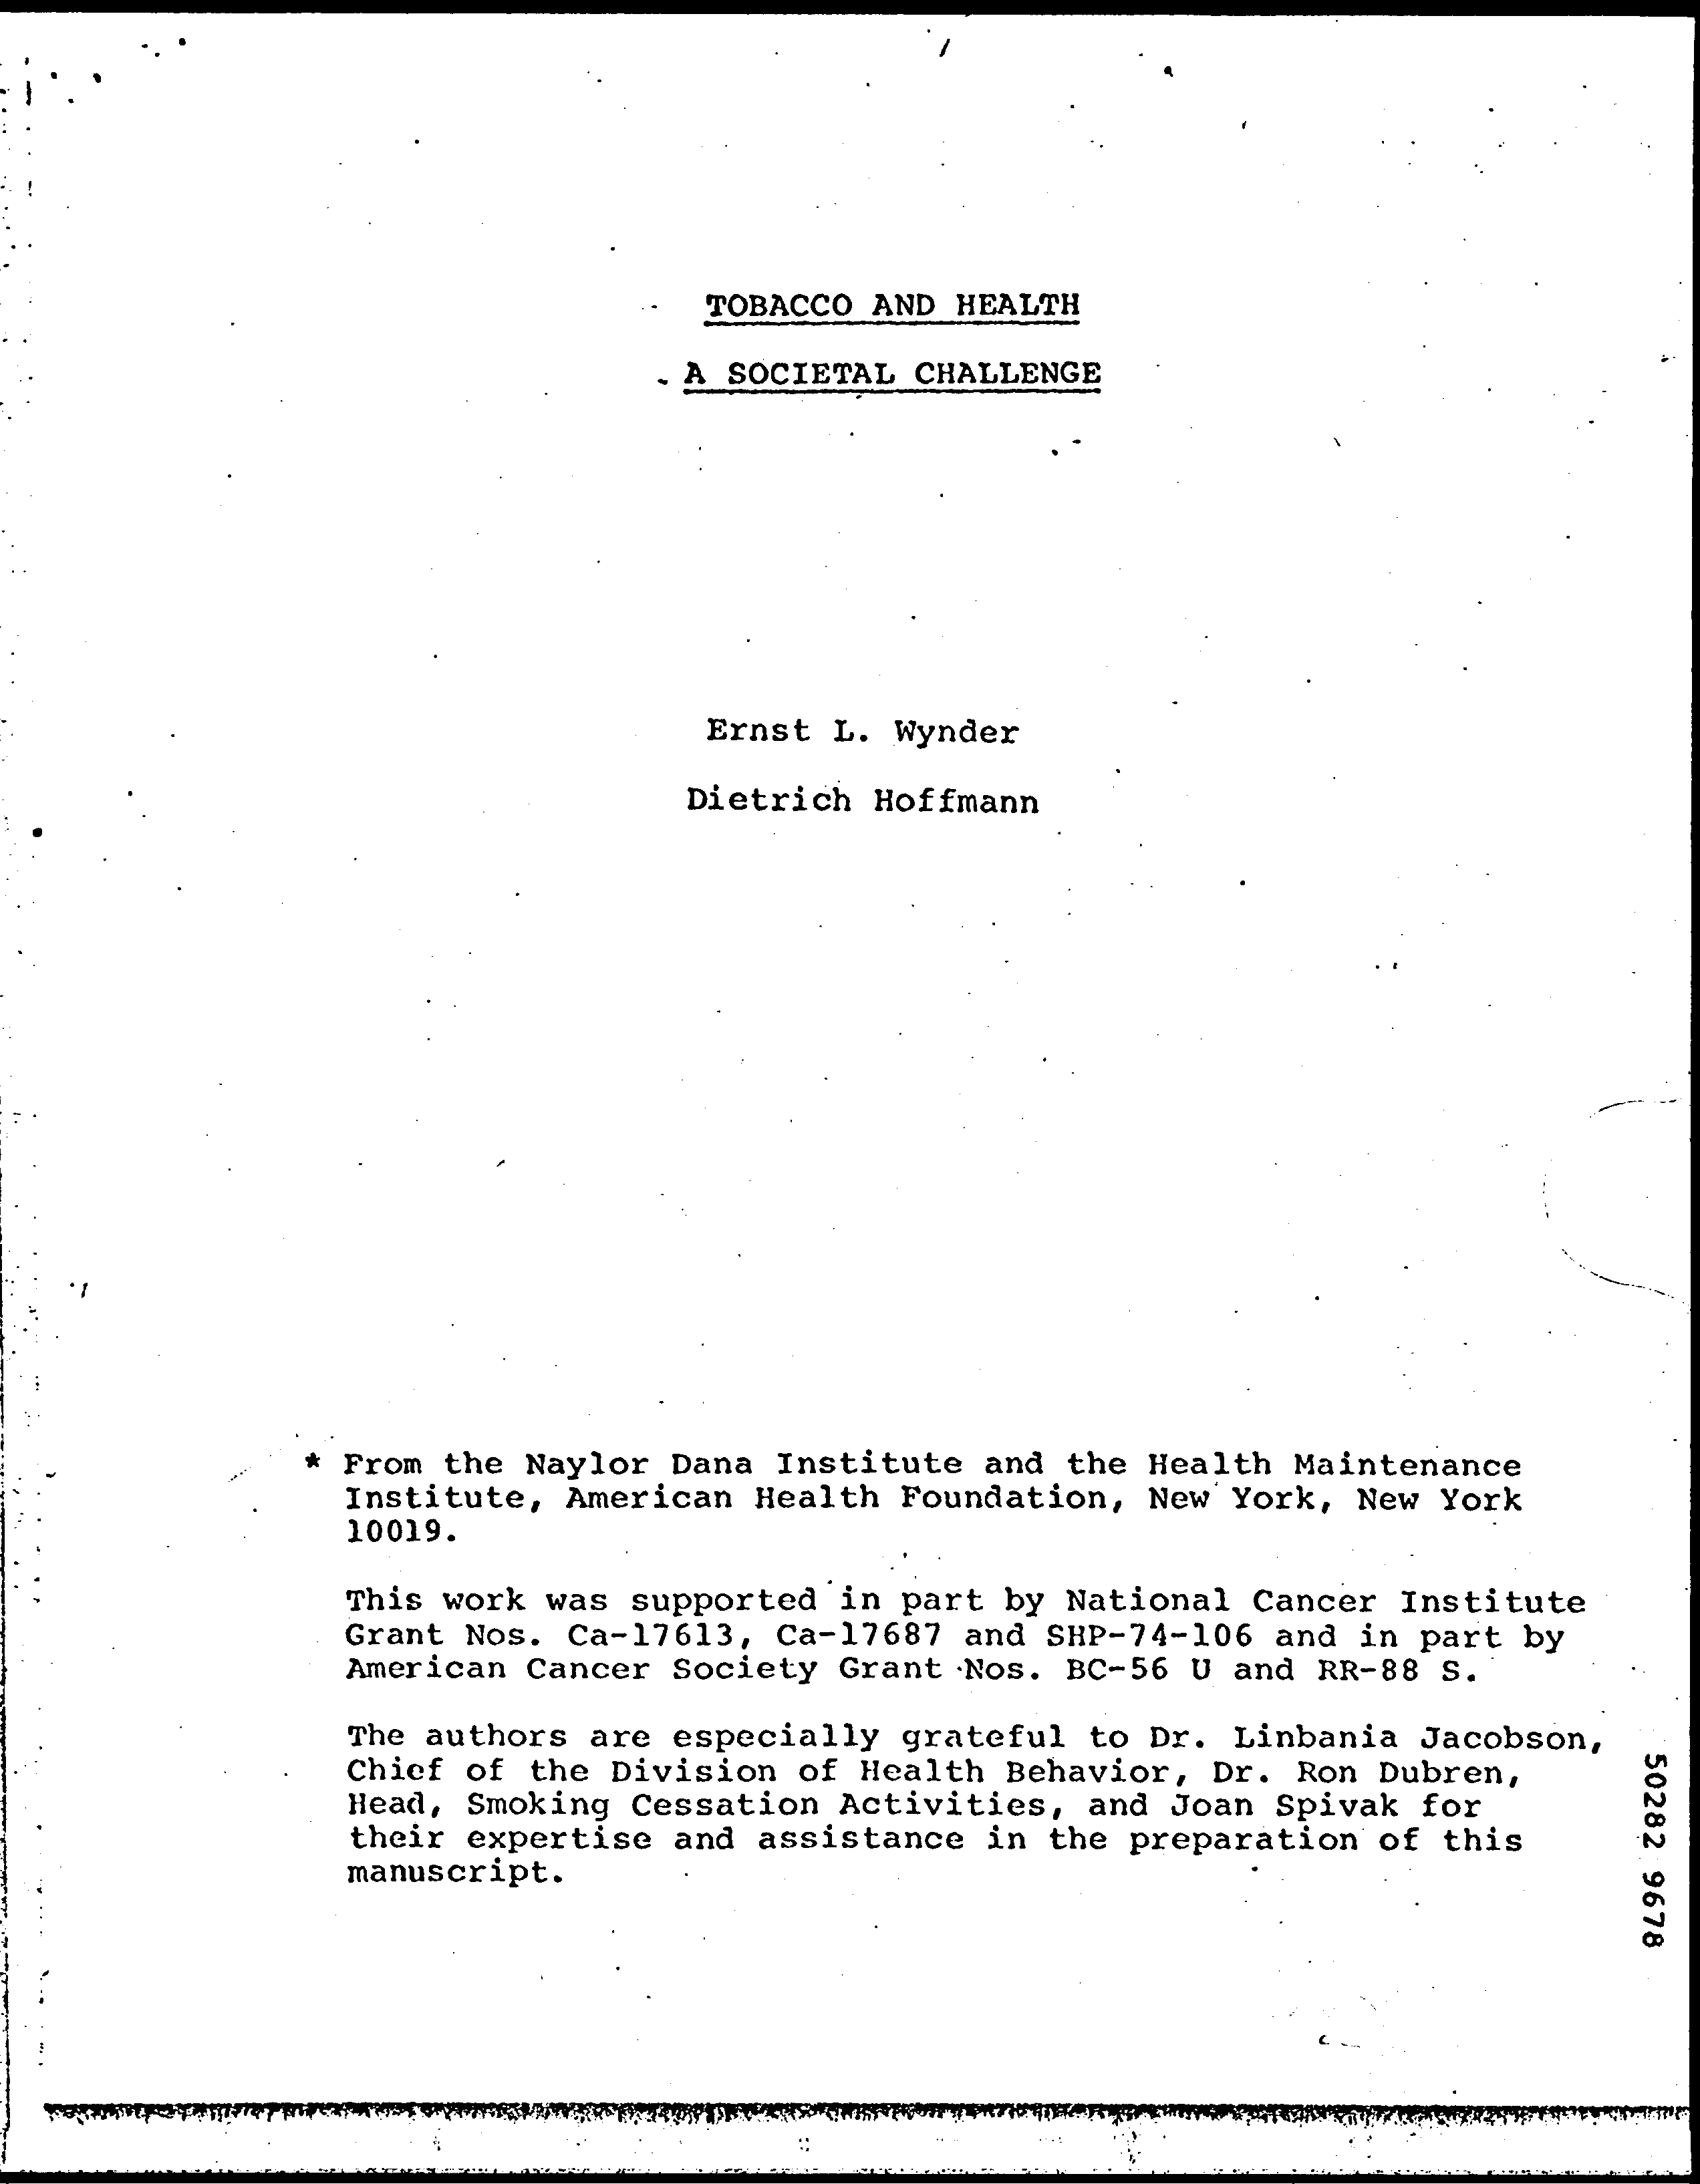 TOBACCO AND HEALTH
A SOCIETAL CHALLENGE
Ernst L. Wynder
Dietrich Hoffmann
* From the Naylor Dana Institute and the Health Maintenance
Institute, American Health Foundation, New York, New York
10019.
This work was supported in part by National Cancer Institute
Grant Nos. Ca-17613, Ca-17687 and SHP-74-106 and in part by
American Cancer Society Grant Nos. BC-56 U and RR-88 S.
The authors are especially grateful to Dr. Linbania Jacobson,
Chief of the Division of Health Behavior, Dr. Ron Dubren,
Head, Smoking Cessation Activities, and Joan Spivak for
their expertise and assistance in the preparation of this
manuscript.
50282 9678